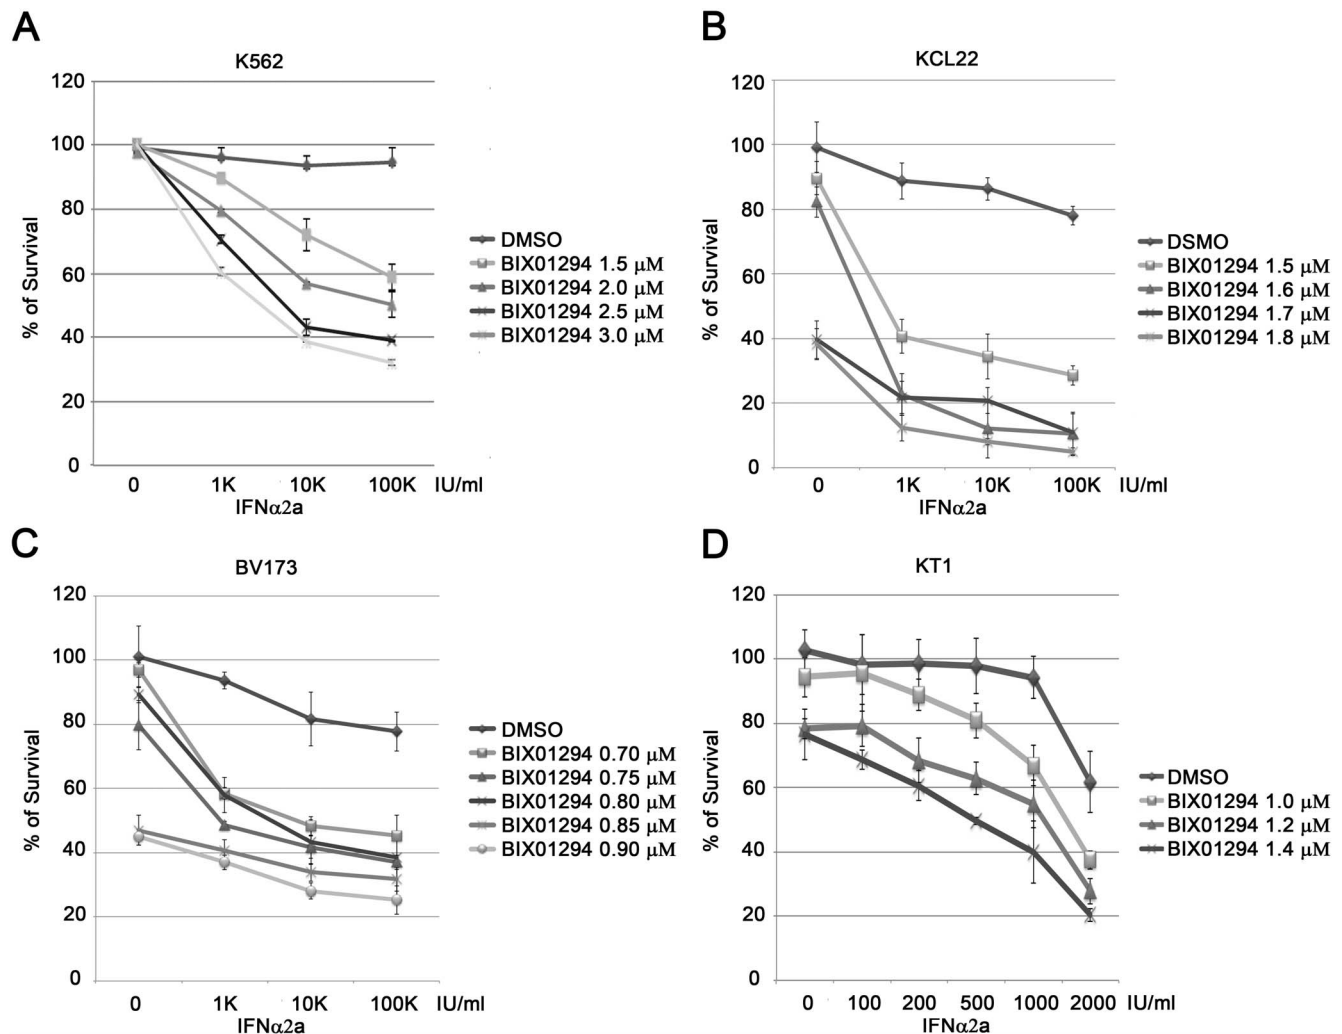 A
K562
120
100
80
60
40
20
0
% of Survival
0 1K 10K 100K IU/ml
IFNα2a
DMSO
BIX01294 1.5 μM
BIX01294 2.0 μM
BIX01294 2.5 μM
BIX01294 3.0 μM
B
KCL22
120
100
80
60
40
20
0
% of Survival
0 1K 10K 100K IU/ml
IFNα2a
DSMO
BIX01294 1.5 μM
BIX01294 1.6 μM
BIX01294 1.7 μM
BIX01294 1.8 μM
C
BV173
120
100
80
60
40
20
0
% of Survival
0 1K 10K 100K IU/ml
IFNα2a
DMSO
BIX01294 0.70 μM
BIX01294 0.75 μM
BIX01294 0.80 μM
BIX01294 0.85 μM
BIX01294 0.90 μM
D
KT1
120
100
80
60
40
20
0
% of Survival
0 100 200 500 1000 2000 IU/ml
IFNα2a
DMSO
BIX01294 1.0 μM
BIX01294 1.2 μM
BIX01294 1.4 μM